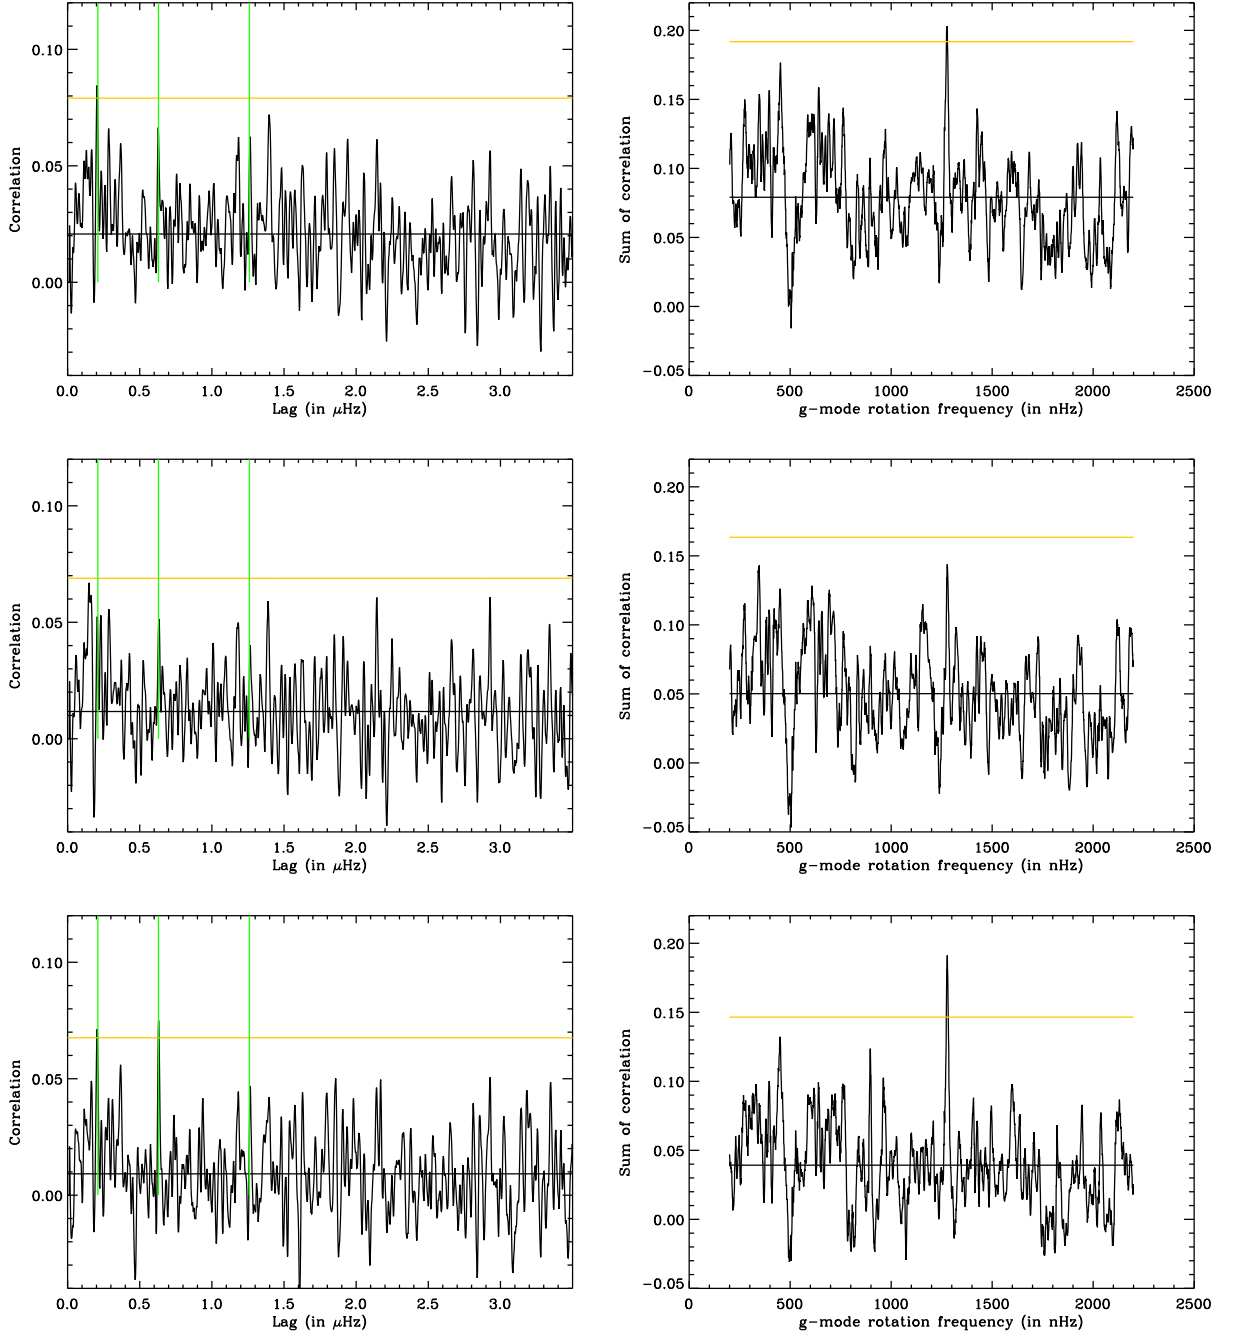 0.10
0.05
0.00
Correlation
0.0 0.5 1.0 1.5 2.0 2.5 3.0
Lag (in μHz)
0.20
0.15
0.10
0.05
0.00
−0.05
Sum of correlation
0 500 1000 1500 2000 2500
g−mode rotation frequency (in nHz)
0.10
0.05
0.00
Correlation
0.0 0.5 1.0 1.5 2.0 2.5 3.0
Lag (in μHz)
0.20
0.15
0.10
0.05
0.00
−0.05
Sum of correlation
0 500 1000 1500 2000 2500
g−mode rotation frequency (in nHz)
0.10
0.05
0.00
Correlation
0.0 0.5 1.0 1.5 2.0 2.5 3.0
Lag (in μHz)
0.20
0.15
0.10
0.05
0.00
−0.05
Sum of correlation
0 500 1000 1500 2000 2500
g−mode rotation frequency (in nHz)